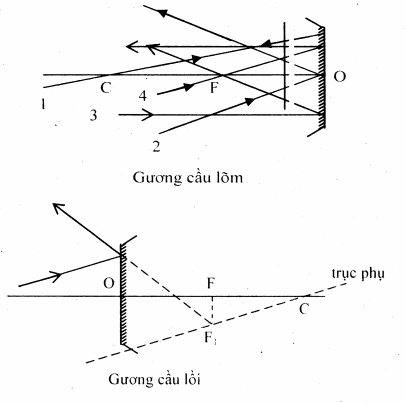 C F O
1 4
3
2
Gương cầu lõm
trục phụ
O F
C
F₁
Gương cầu lồi